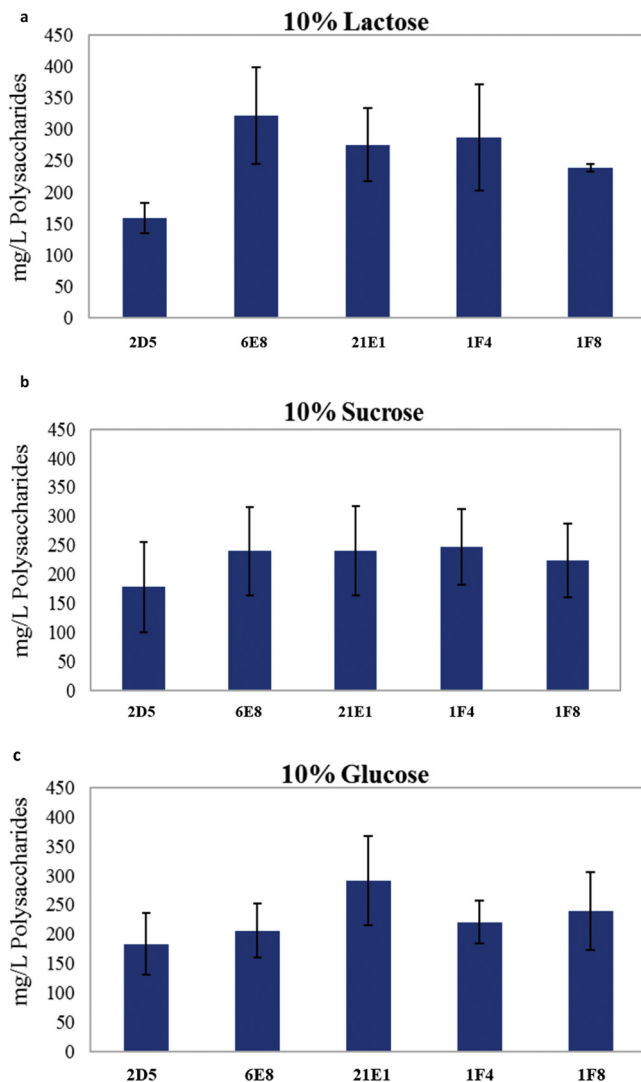 a
10% Lactose
mg/L Polysaccharides
450
400
350
300
250
200
150
100
50
0
2D5 6E8 21E1 1F4 1F8
b
10% Sucrose
mg/L Polysaccharides
450
400
350
300
250
200
150
100
50
0
2D5 6E8 21E1 1F4 1F8
c
10% Glucose
mg/L Polysaccharides
450
400
350
300
250
200
150
100
50
0
2D5 6E8 21E1 1F4 1F8